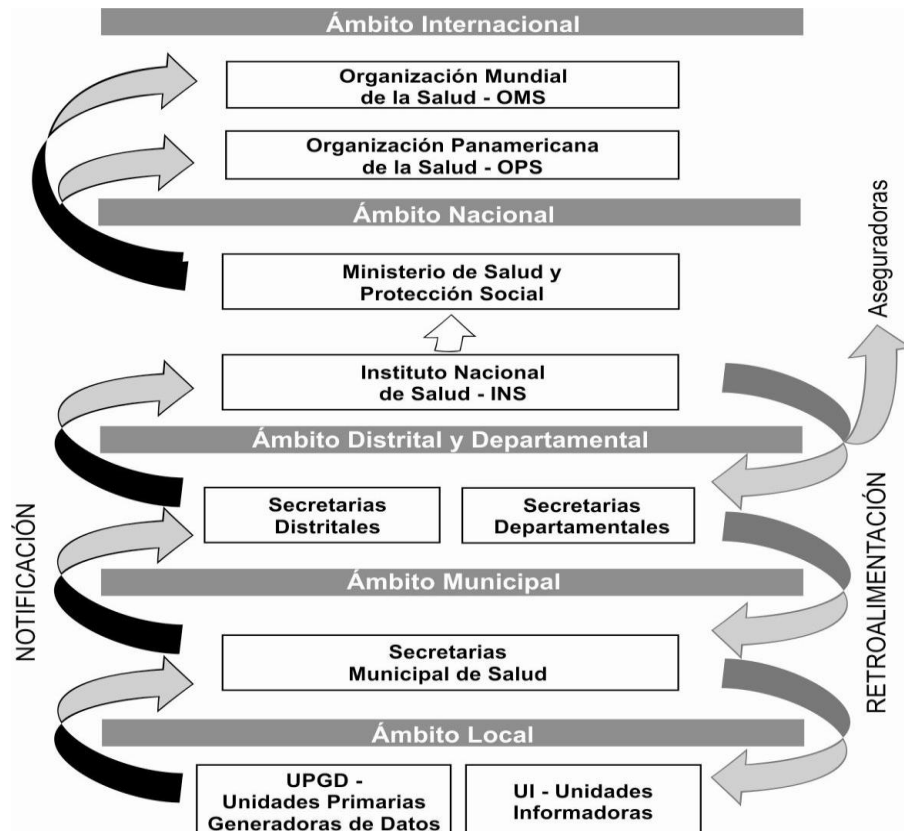 Ámbito Internacional
Organización Mundial
de la Salud - OMS
Organización Panamericana
de la Salud - OPS
Ámbito Nacional
Ministerio de Salud y
Protección Social
Aseguradoras
Instituto Nacional
de Salud - INS
Ámbito Distrital y Departamental
Secretarias
Distritales
Secretarias
Departamentales
NOTIFICACIÓN
RETROALIMENTACIÓN
Ámbito Municipal
Secretarias
Municipal de Salud
Ámbito Local
UPGD -
Unidades Primarias
Generadoras de Datos
UI - Unidades
Informadoras